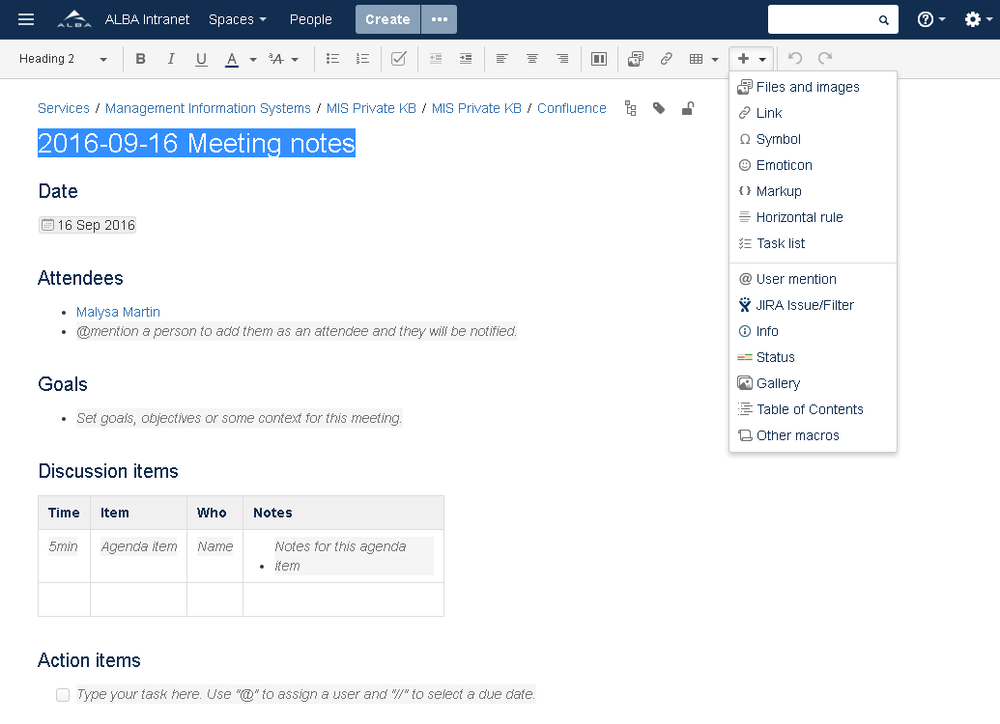 ALBA ALBA Intranet Spaces People Create •••
Heading 2 B I U A A
Services / Management Information Systems / MIS Private KB / MIS Private KB / Confluence
2016-09-16 Meeting notes
Date
16 Sep 2016
Attendees
• Malysa Martin
• @mention a person to add them as an attendee and they will be notified.
Goals
• Set goals, objectives or some context for this meeting.
Discussion items
Time Item Who Notes
5min Agenda item Name Notes for this agenda
• item
Action items
Type your task here. Use "@" to assign a user and "//" to select a due date.
Files and images
Link
Ω Symbol
Emoticon
Markup
Horizontal rule
Task list
@ User mention
JIRA Issue/Filter
Info
Status
Gallery
Table of Contents
Other macros